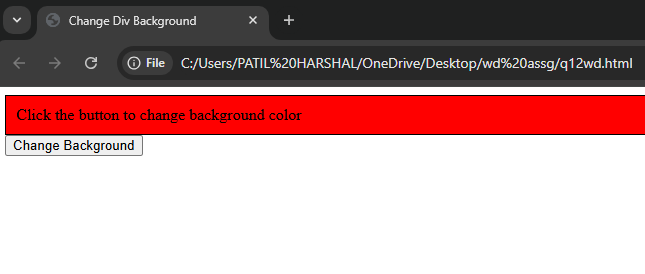 Change Div Background
File C:/Users/PATIL%20HARSHAL/OneDrive/Desktop/wd%20assg/q12wd.html
Click the button to change background color
Change Background